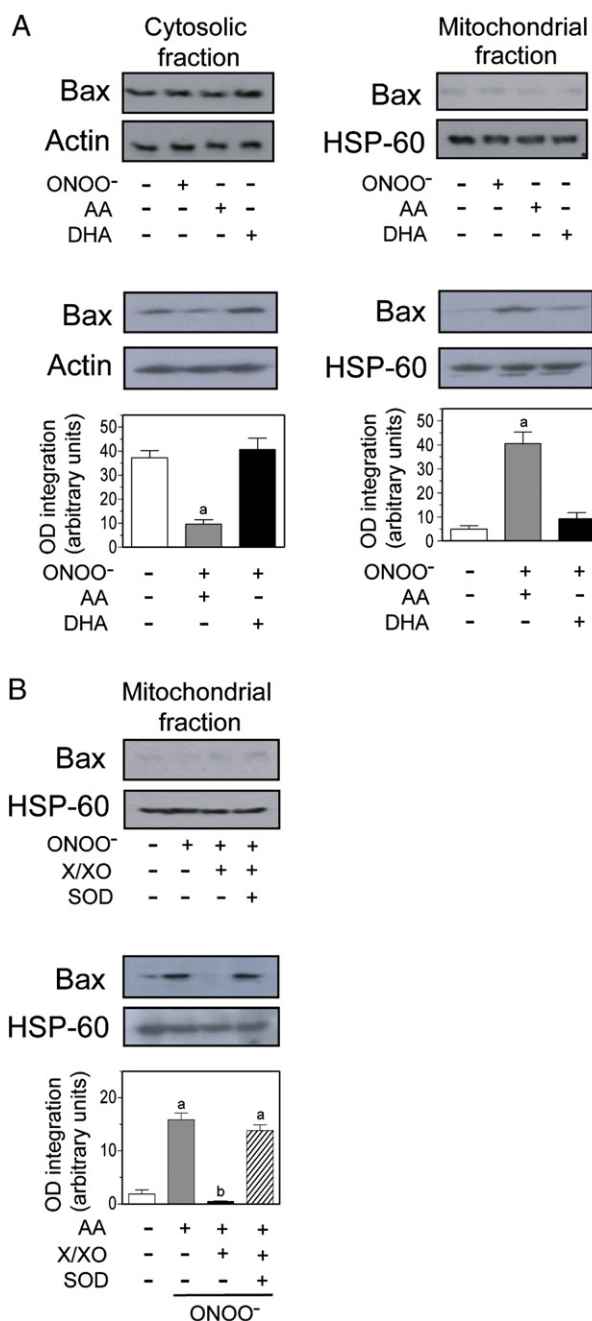 A
Cytosolic
fraction
Bax
Actin
ONOO⁻ - + - -
AA - - + -
DHA - - - +
Mitochondrial
fraction
Bax
HSP-60
ONOO⁻ - + - -
AA - - + -
DHA - - - +
Bax
Actin
OD integration
(arbitrary units)
50
40
30
20
10
0
a
ONOO⁻ - + +
AA - + -
DHA - - +
Bax
HSP-60
OD integration
(arbitrary units)
50
40
30
20
10
0
a
ONOO⁻ - + +
AA - + -
DHA - - +
B
Mitochondrial
fraction
Bax
HSP-60
ONOO⁻ - + + +
X/XO - - + +
SOD - - - +
Bax
HSP-60
OD integration
(arbitrary units)
20
10
0
a
b
a
AA - + + +
X/XO - - + +
SOD - - - +
ONOO⁻